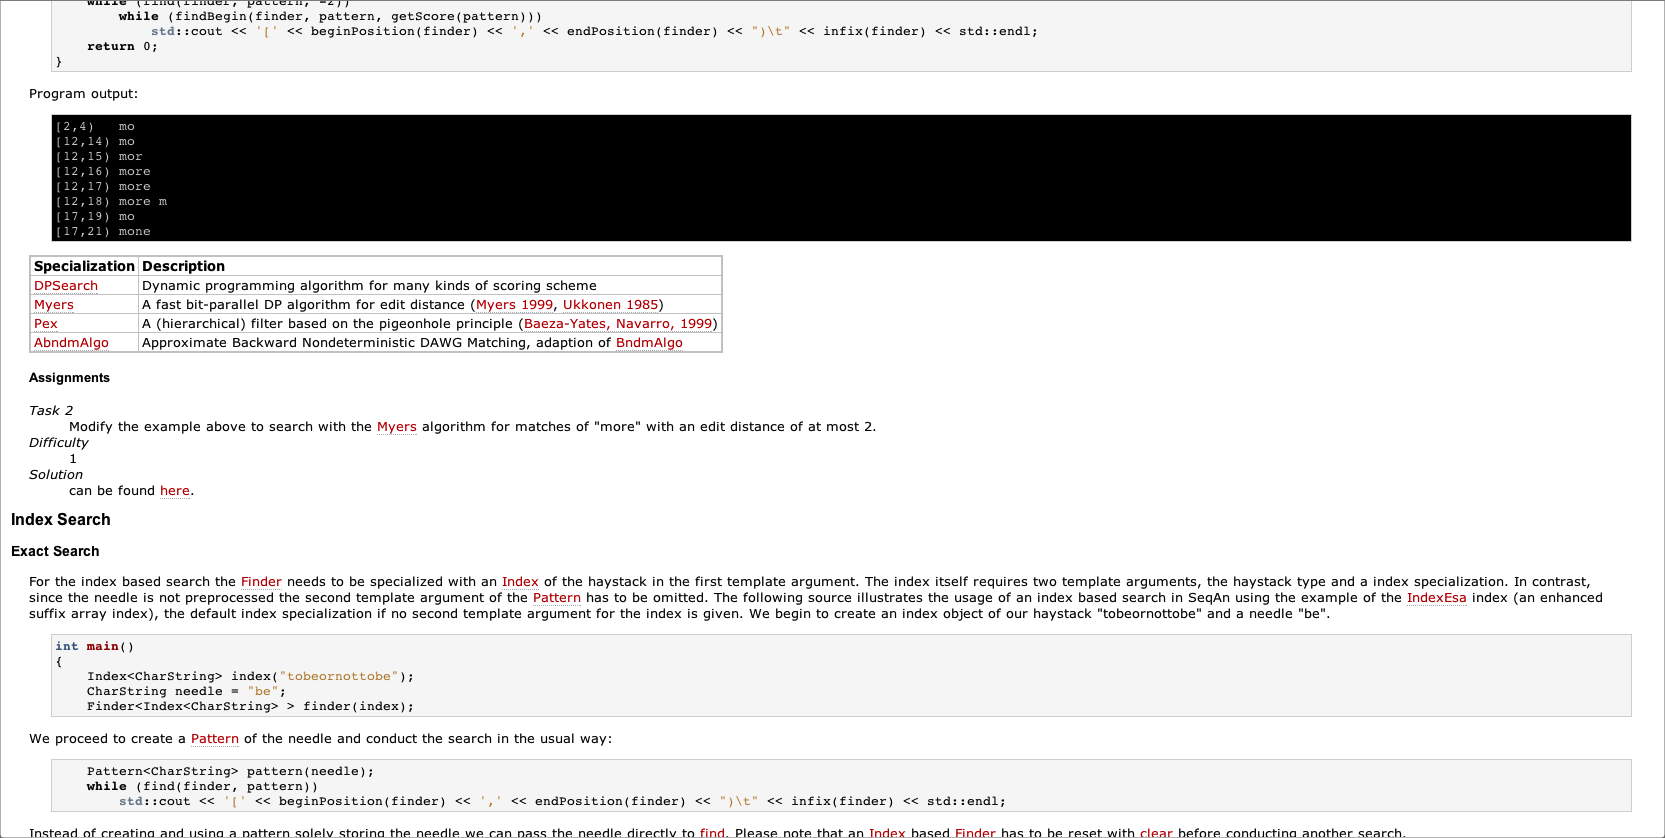 while (find(finder, pattern, -2))
while (findBegin(finder, pattern, getScore(pattern)))
std::cout << '[' << beginPosition(finder) << ',' << endPosition(finder) << ")\t" << infix(finder) << std::endl;
return 0;
}
Program output:
[2,4)   mo
[12,14) mo
[12,15) mor
[12,16) more
[12,17) more
[12,18) more m
[17,19) mo
[17,21) mone
Specialization Description
DPSearch Dynamic programming algorithm for many kinds of scoring scheme
Myers A fast bit-parallel DP algorithm for edit distance (Myers 1999, Ukkonen 1985)
Pex A (hierarchical) filter based on the pigeonhole principle (Baeza-Yates, Navarro, 1999)
AbndmAlgo Approximate Backward Nondeterministic DAWG Matching, adaption of BndmAlgo
Assignments
Task 2
Modify the example above to search with the Myers algorithm for matches of "more" with an edit distance of at most 2.
Difficulty
1
Solution
can be found here.
Index Search
Exact Search
For the index based search the Finder needs to be specialized with an Index of the haystack in the first template argument. The index itself requires two template arguments, the haystack type and a index specialization. In contrast,
since the needle is not preprocessed the second template argument of the Pattern has to be omitted. The following source illustrates the usage of an index based search in SeqAn using the example of the IndexEsa index (an enhanced
suffix array index), the default index specialization if no second template argument for the index is given. We begin to create an index object of our haystack "tobeornottobe" and a needle "be".
int main()
{
Index<CharString> index("tobeornottobe");
CharString needle = "be";
Finder<Index<CharString> > finder(index);
We proceed to create a Pattern of the needle and conduct the search in the usual way:
Pattern<CharString> pattern(needle);
while (find(finder, pattern))
std::cout << '[' << beginPosition(finder) << ',' << endPosition(finder) << ")\t" << infix(finder) << std::endl;
Instead of creating and using a pattern solely storing the needle we can pass the needle directly to find. Please note that an Index based Finder has to be reset with clear before conducting another search.